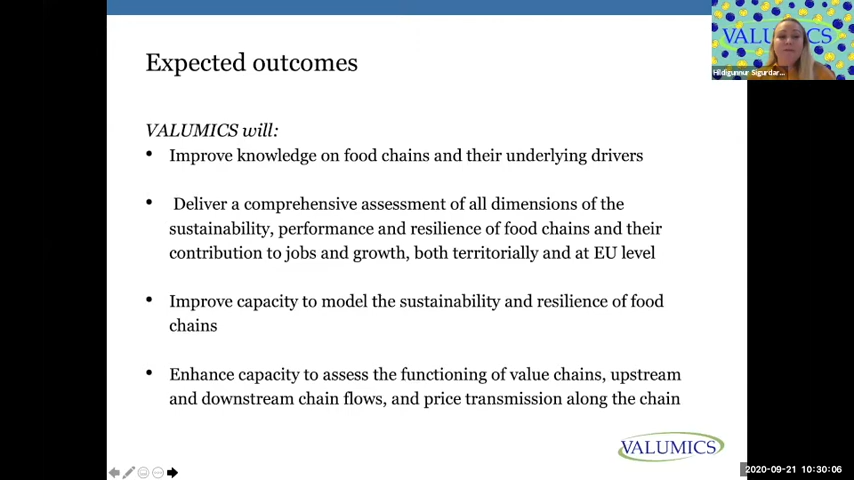 Expected outcomes
VALUMICS
Hildigunnur Sigurdar...
VALUMICS will:
• Improve knowledge on food chains and their underlying drivers
• Deliver a comprehensive assessment of all dimensions of the
sustainability, performance and resilience of food chains and their
contribution to jobs and growth, both territorially and at EU level
• Improve capacity to model the sustainability and resilience of food
chains
• Enhance capacity to assess the functioning of value chains, upstream
and downstream chain flows, and price transmission along the chain
VALUMICS
2020-09-21 10:30:06